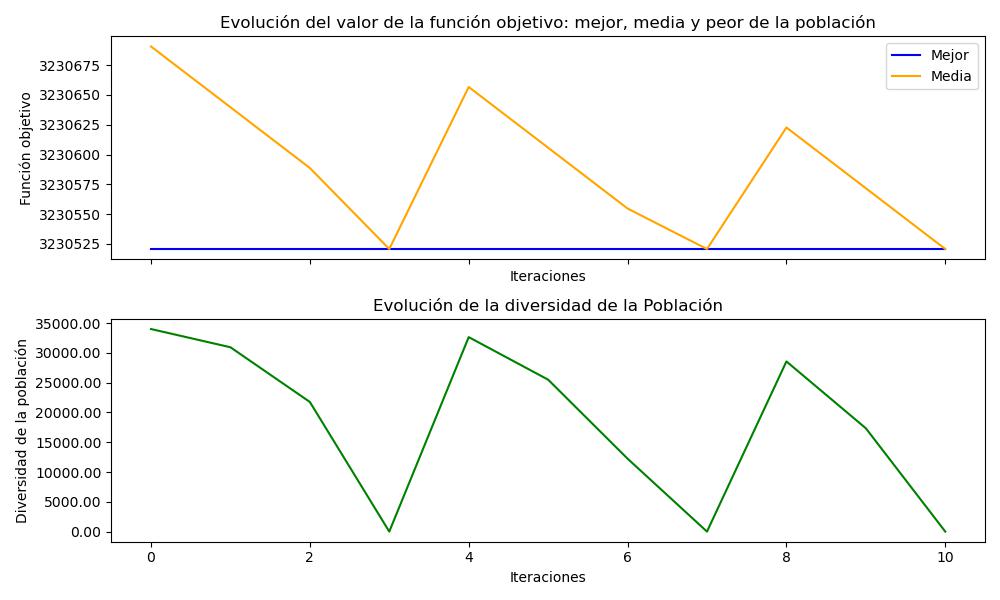 Evolución del valor de la función objetivo: mejor, media y peor de la población
3230675
3230650
3230625
3230600
3230575
3230550
3230525
Función objetivo
Mejor
Media
Iteraciones
Evolución de la diversidad de la Población
35000.00
30000.00
25000.00
20000.00
15000.00
10000.00
5000.00
0.00
Diversidad de la población
0 2 4 6 8 10
Iteraciones